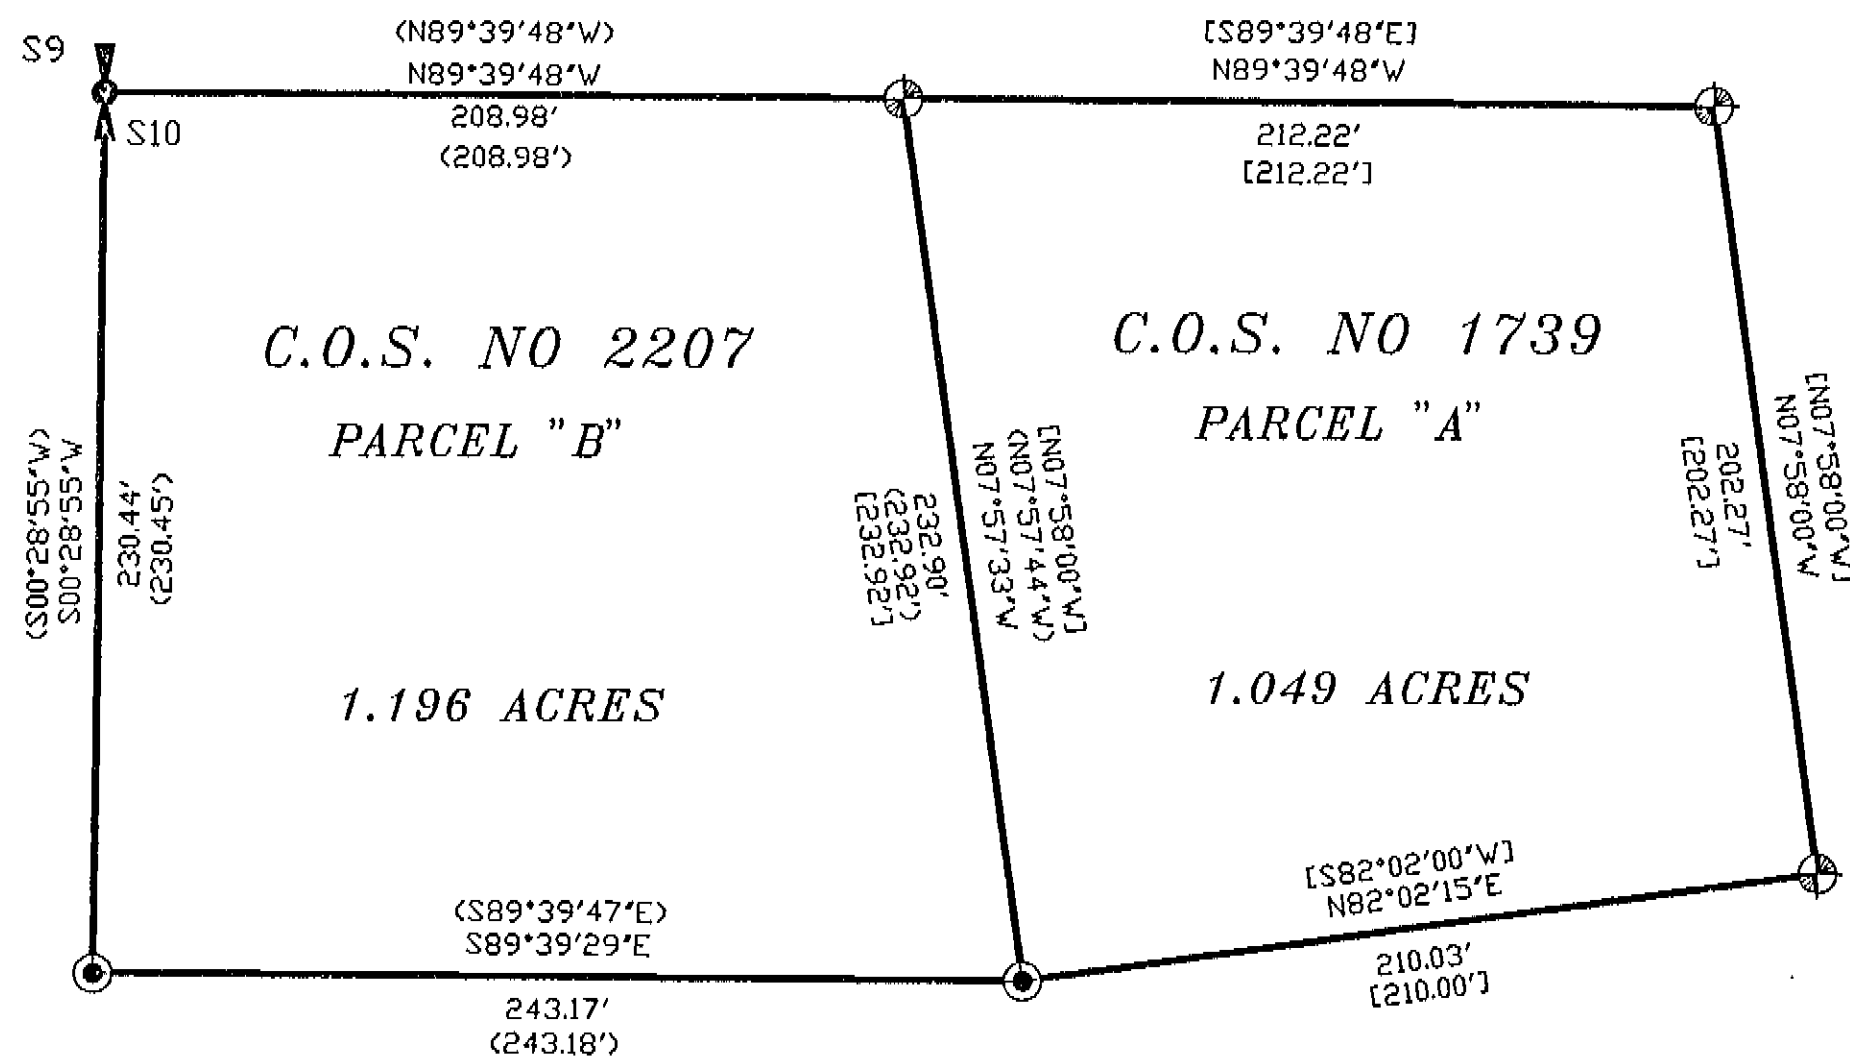 S9
(N89°39'48"W)
N89°39'48"W
208.98'
(208.98')
[S89°39'48"E]
N89°39'48"W
212.22'
[212.22']
S10
C.O.S. NO 2207
PARCEL "B"
1.196 ACRES
C.O.S. NO 1739
PARCEL "A"
1.049 ACRES
(S00°28'55"W)
S00°28'55"W
230.44'
(230.45')
[N07°58'00"W]
(N07°57'44"W)
N07°57'33"W
232.90'
(232.92')
[232.92']
[N07°58'00"W]
N07°58'00"W
202.27'
[202.27']
(S89°39'47"E)
S89°39'29"E
243.17'
(243.18')
[S82°02'00"W]
N82°02'15"E
210.03'
[210.00']